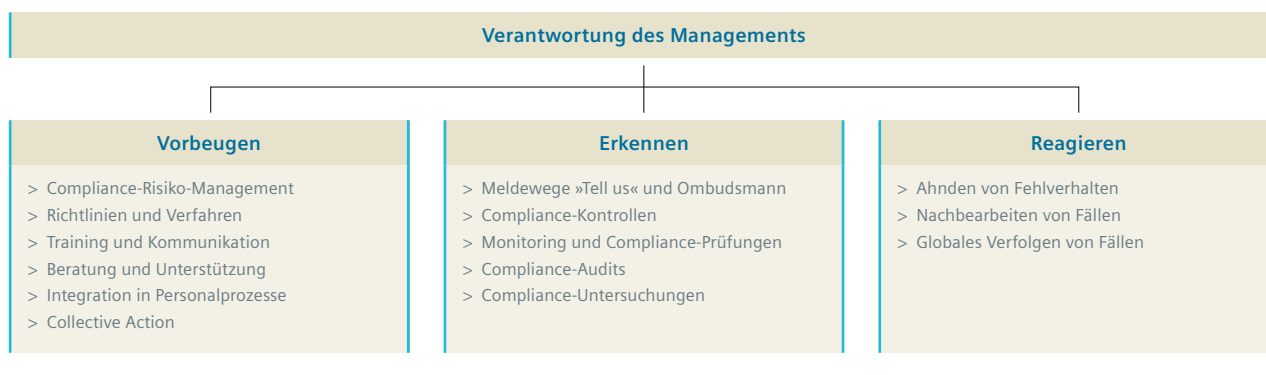 Verantwortung des Managements
Vorbeugen
> Compliance-Risiko-Management
> Richtlinien und Verfahren
> Training und Kommunikation
> Beratung und Unterstützung
> Integration in Personalprozesse
> Collective Action
Erkennen
> Meldewege »Tell us« und Ombudsmann
> Compliance-Kontrollen
> Monitoring und Compliance-Prüfungen
> Compliance-Audits
> Compliance-Untersuchungen
Reagieren
> Ahnden von Fehlverhalten
> Nachbearbeiten von Fällen
> Globales Verfolgen von Fällen